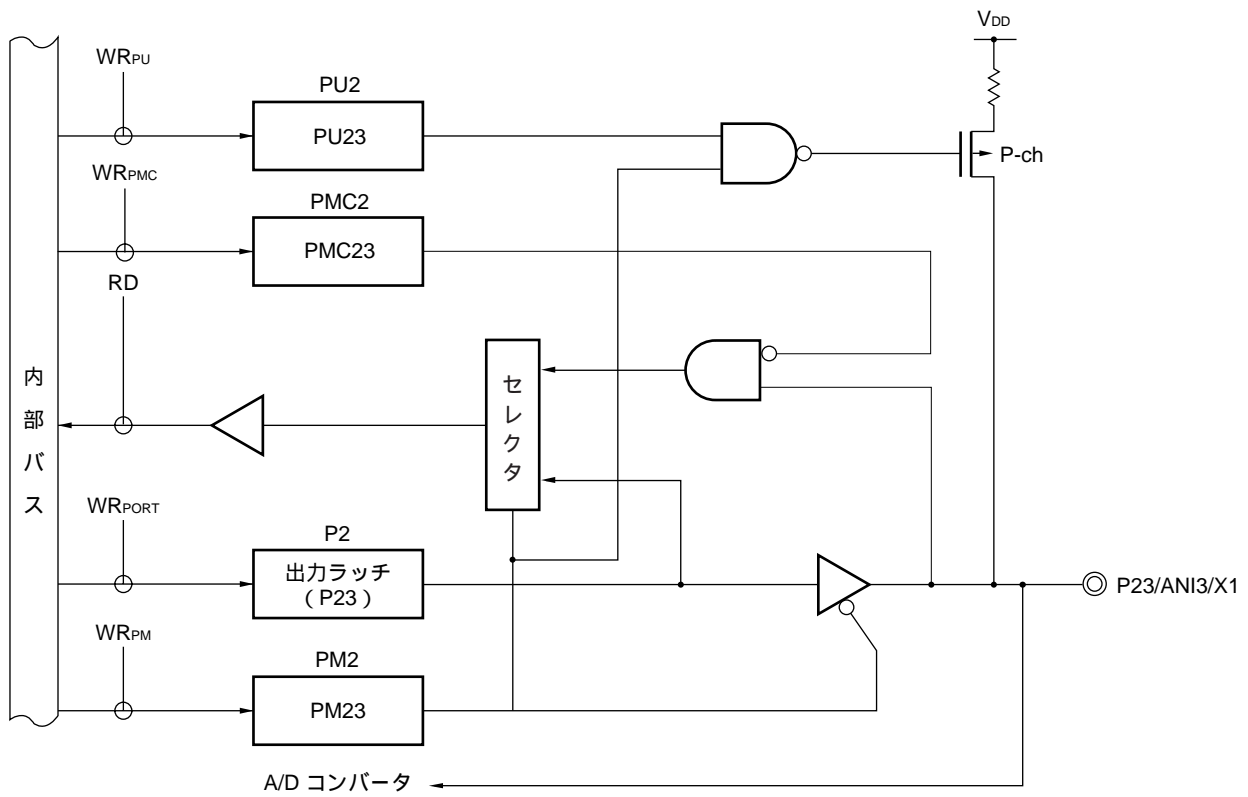 VDD
WRPU
PU2
PU23
P-ch
WRPMC
PMC2
PMC23
RD
内部バス
セレクタ
WRPORT
P2
出力ラッチ
（P23）
P23/ANI3/X1
WRPM
PM2
PM23
A/D コンバータ